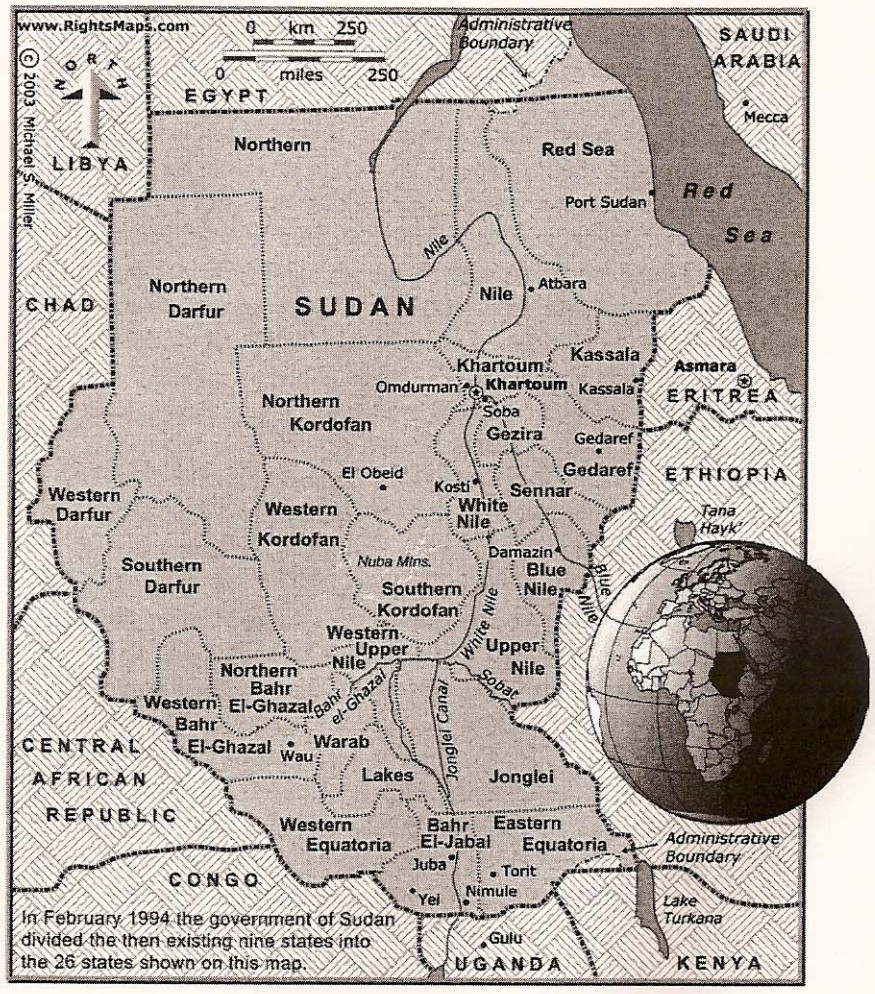 www.RightsMaps.com
© 2003, Michael S. Miller
NORTH
0 km 250
0 miles 250
Administrative
Boundary
SAUDI
ARABIA
Mecca
EGYPT
LIBYA
Northern
Red Sea
Port Sudan
Red
Sea
Nile
CHAD
Northern
Darfur
SUDAN
Nile
Atbara
Khartoum
Kassala
Omdurman
Khartoum
Kassala
Asmara
ERITREA
Soba
Northern
Kordofan
Gezira
Gedaref
Gedaref
ETHIOPIA
El Obeid
Kosti
Sennar
Western
Darfur
Western
Kordofan
White
Nile
Tana
Hayk'
Southern
Darfur
Nuba Mtns.
Damazin
Blue
Nile
Blue
Nile
Southern
Kordofan
White Nile
Western
Upper
Nile
Upper
Nile
Northern
Bahr
El-Ghazal
Bahr
el-Ghazal
Sobat
Western
Bahr
El-Ghazal
Wau
Warab
Jonglei Canal
CENTRAL
AFRICAN
REPUBLIC
Lakes
Jonglei
Western
Equatoria
Bahr
El-Jabal
Eastern
Equatoria
Administrative
Boundary
Juba
Torit
CONGO
Yei
Nimule
Lake
Turkana
In February 1994 the government of Sudan
divided the then existing nine states into
the 26 states shown on this map.
Gulu
UGANDA
KENYA